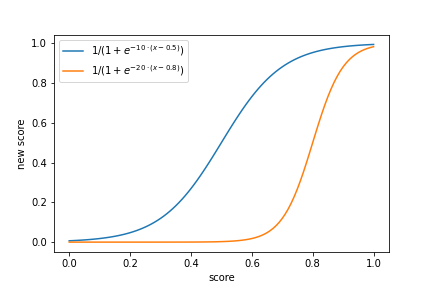 1.0
1/(1 + e^{−10·(x−0.5)})
1/(1 + e^{−20·(x−0.8)})
0.8
0.6
new score
0.4
0.2
0.0
0.0 0.2 0.4 0.6 0.8 1.0
score